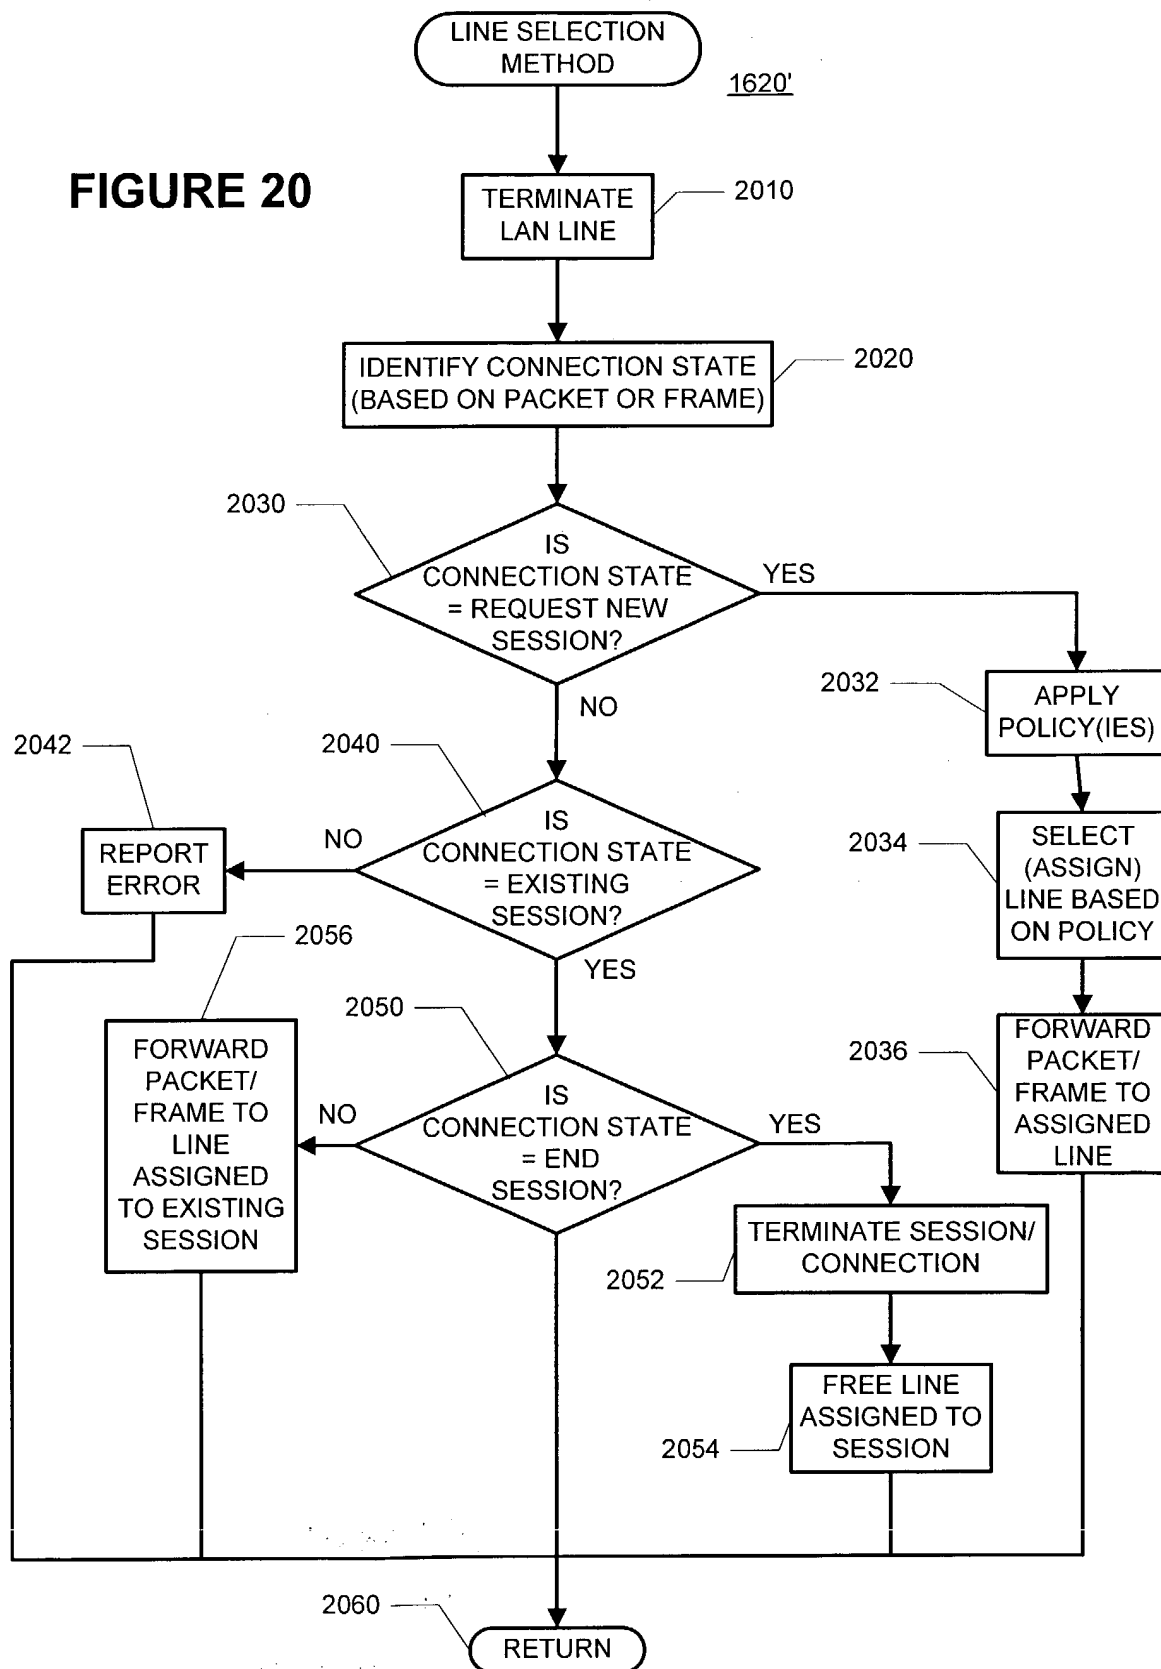 LINE SELECTION
METHOD
1620'
FIGURE 20
TERMINATE
LAN LINE
2010
IDENTIFY CONNECTION STATE
(BASED ON PACKET OR FRAME)
2020
2030
IS
CONNECTION STATE
= REQUEST NEW
SESSION?
YES
NO
2032
APPLY
POLICY(IES)
2042
2040
REPORT
ERROR
NO
IS
CONNECTION STATE
= EXISTING
SESSION?
YES
2034
SELECT
(ASSIGN)
LINE BASED
ON POLICY
2056
2050
FORWARD
PACKET/
FRAME TO
LINE
ASSIGNED
TO EXISTING
SESSION
NO
IS
CONNECTION STATE
= END
SESSION?
YES
2036
FORWARD
PACKET/
FRAME TO
ASSIGNED
LINE
2052
TERMINATE SESSION/
CONNECTION
2054
FREE LINE
ASSIGNED TO
SESSION
2060
RETURN